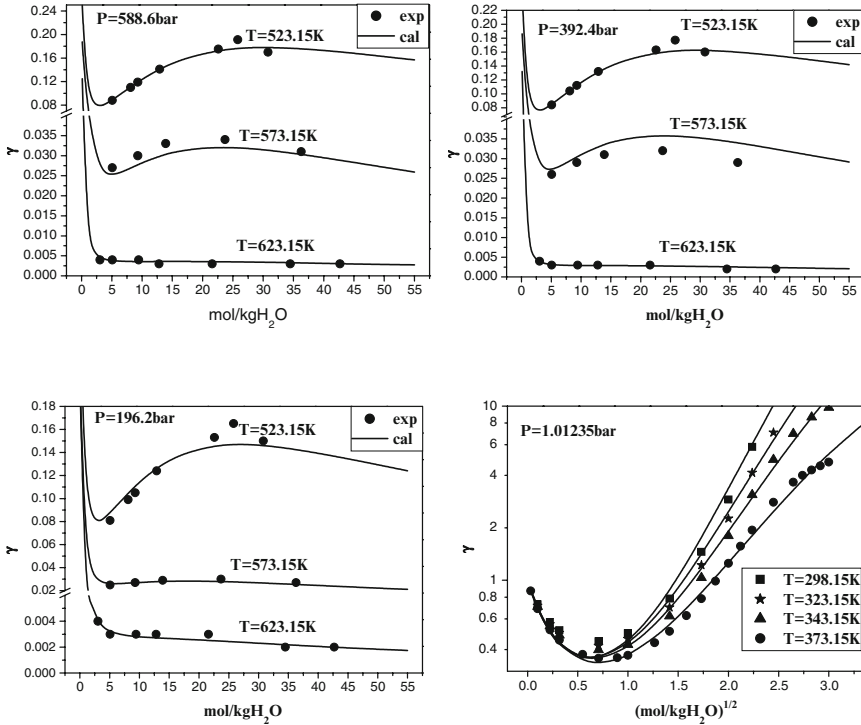 P=588.6bar
exp
cal
T=523.15K
T=573.15K
T=623.15K
0.24
0.20
0.16
0.12
0.08
0.035
0.030
0.025
0.020
0.015
0.010
0.005
0.000
γ
0 5 10 15 20 25 30 35 40 45 50 55
mol/kgH₂O
P=392.4bar
exp
cal
T=523.15K
T=573.15K
T=623.15K
0.20
0.18
0.16
0.14
0.12
0.10
0.08
0.035
0.030
0.025
0.020
0.015
0.010
0.005
0.000
γ
0 5 10 15 20 25 30 35 40 45 50 55
mol/kgH₂O
P=196.2bar
exp
cal
T=523.15K
T=573.15K
T=623.15K
0.18
0.16
0.14
0.12
0.10
0.08
0.06
0.04
0.02
0.004
0.002
0.000
γ
0 5 10 15 20 25 30 35 40 45 50 55
mol/kgH₂O
P=1.01235bar
10
8
6
4
2
1
0.8
0.6
0.4
γ
T=298.15K
T=323.15K
T=343.15K
T=373.15K
0.0 0.5 1.0 1.5 2.0 2.5 3.0
(mol/kgH₂O)¹ᐟ²